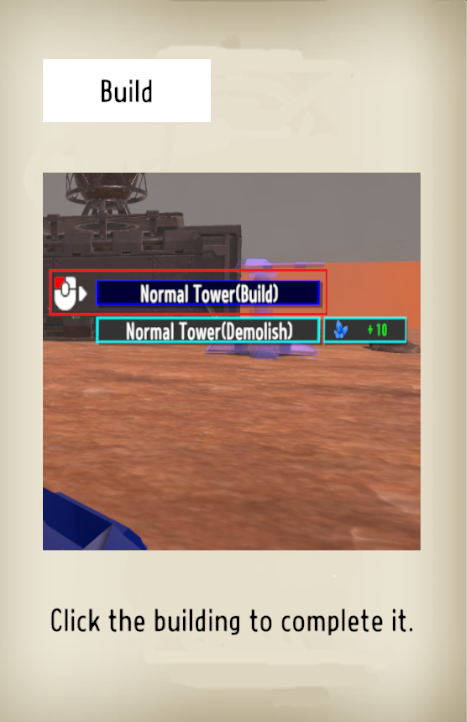 Build
Normal Tower(Build)
Normal Tower(Demolish) +10
Click the building to complete it.